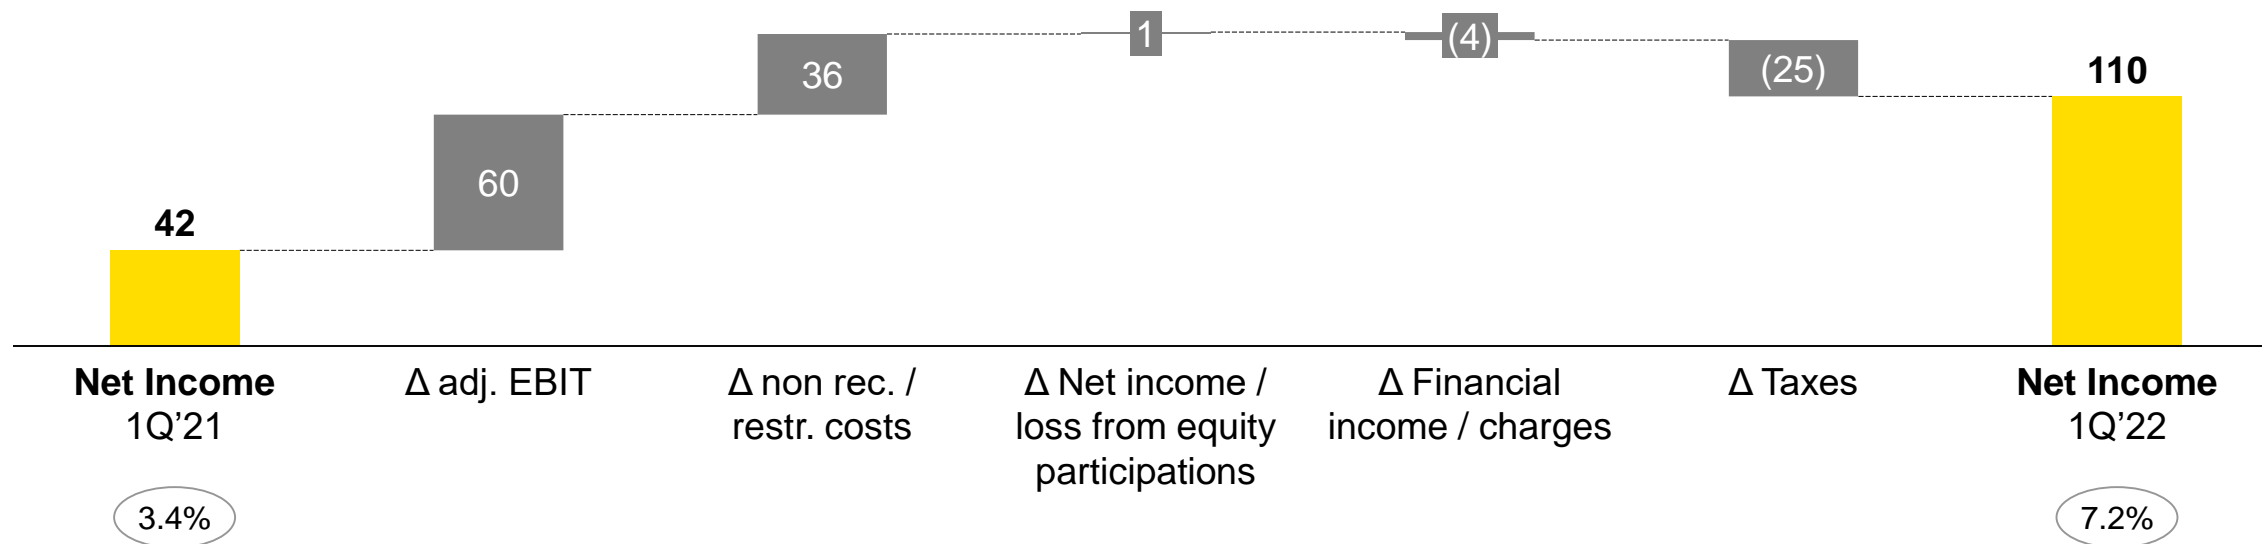 1
(4)
36
(25)
110
60
42
Net Income
1Q’21
Δ adj. EBIT
Δ non rec. /
restr. costs
Δ Net income /
loss from equity
participations
Δ Financial
income / charges
Δ Taxes
Net Income
1Q’22
3.4%
7.2%